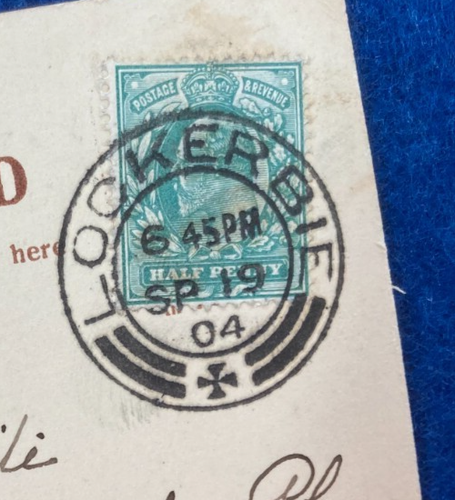 POSTAGE & REVENUE
LOCKERBIE
6 45PM
HALF PENNY
SP 19
04
D
here